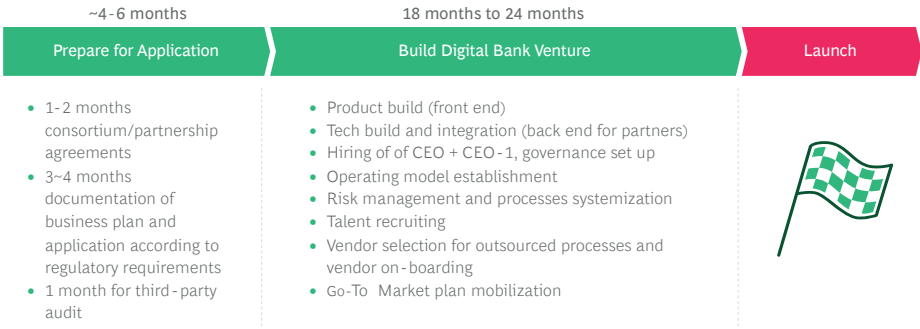 ~4-6 months
18 months to 24 months
Prepare for Application
Build Digital Bank Venture
Launch
• 1-2 months
consortium/partnership
agreements
• 3~4 months
documentation of
business plan and
application according to
regulatory requirements
• 1 month for third-party
audit
• Product build (front end)
• Tech build and integration (back end for partners)
• Hiring of of CEO + CEO-1, governance set up
• Operating model establishment
• Risk management and processes systemization
• Talent recruiting
• Vendor selection for outsourced processes and
vendor on-boarding
• Go-To Market plan mobilization